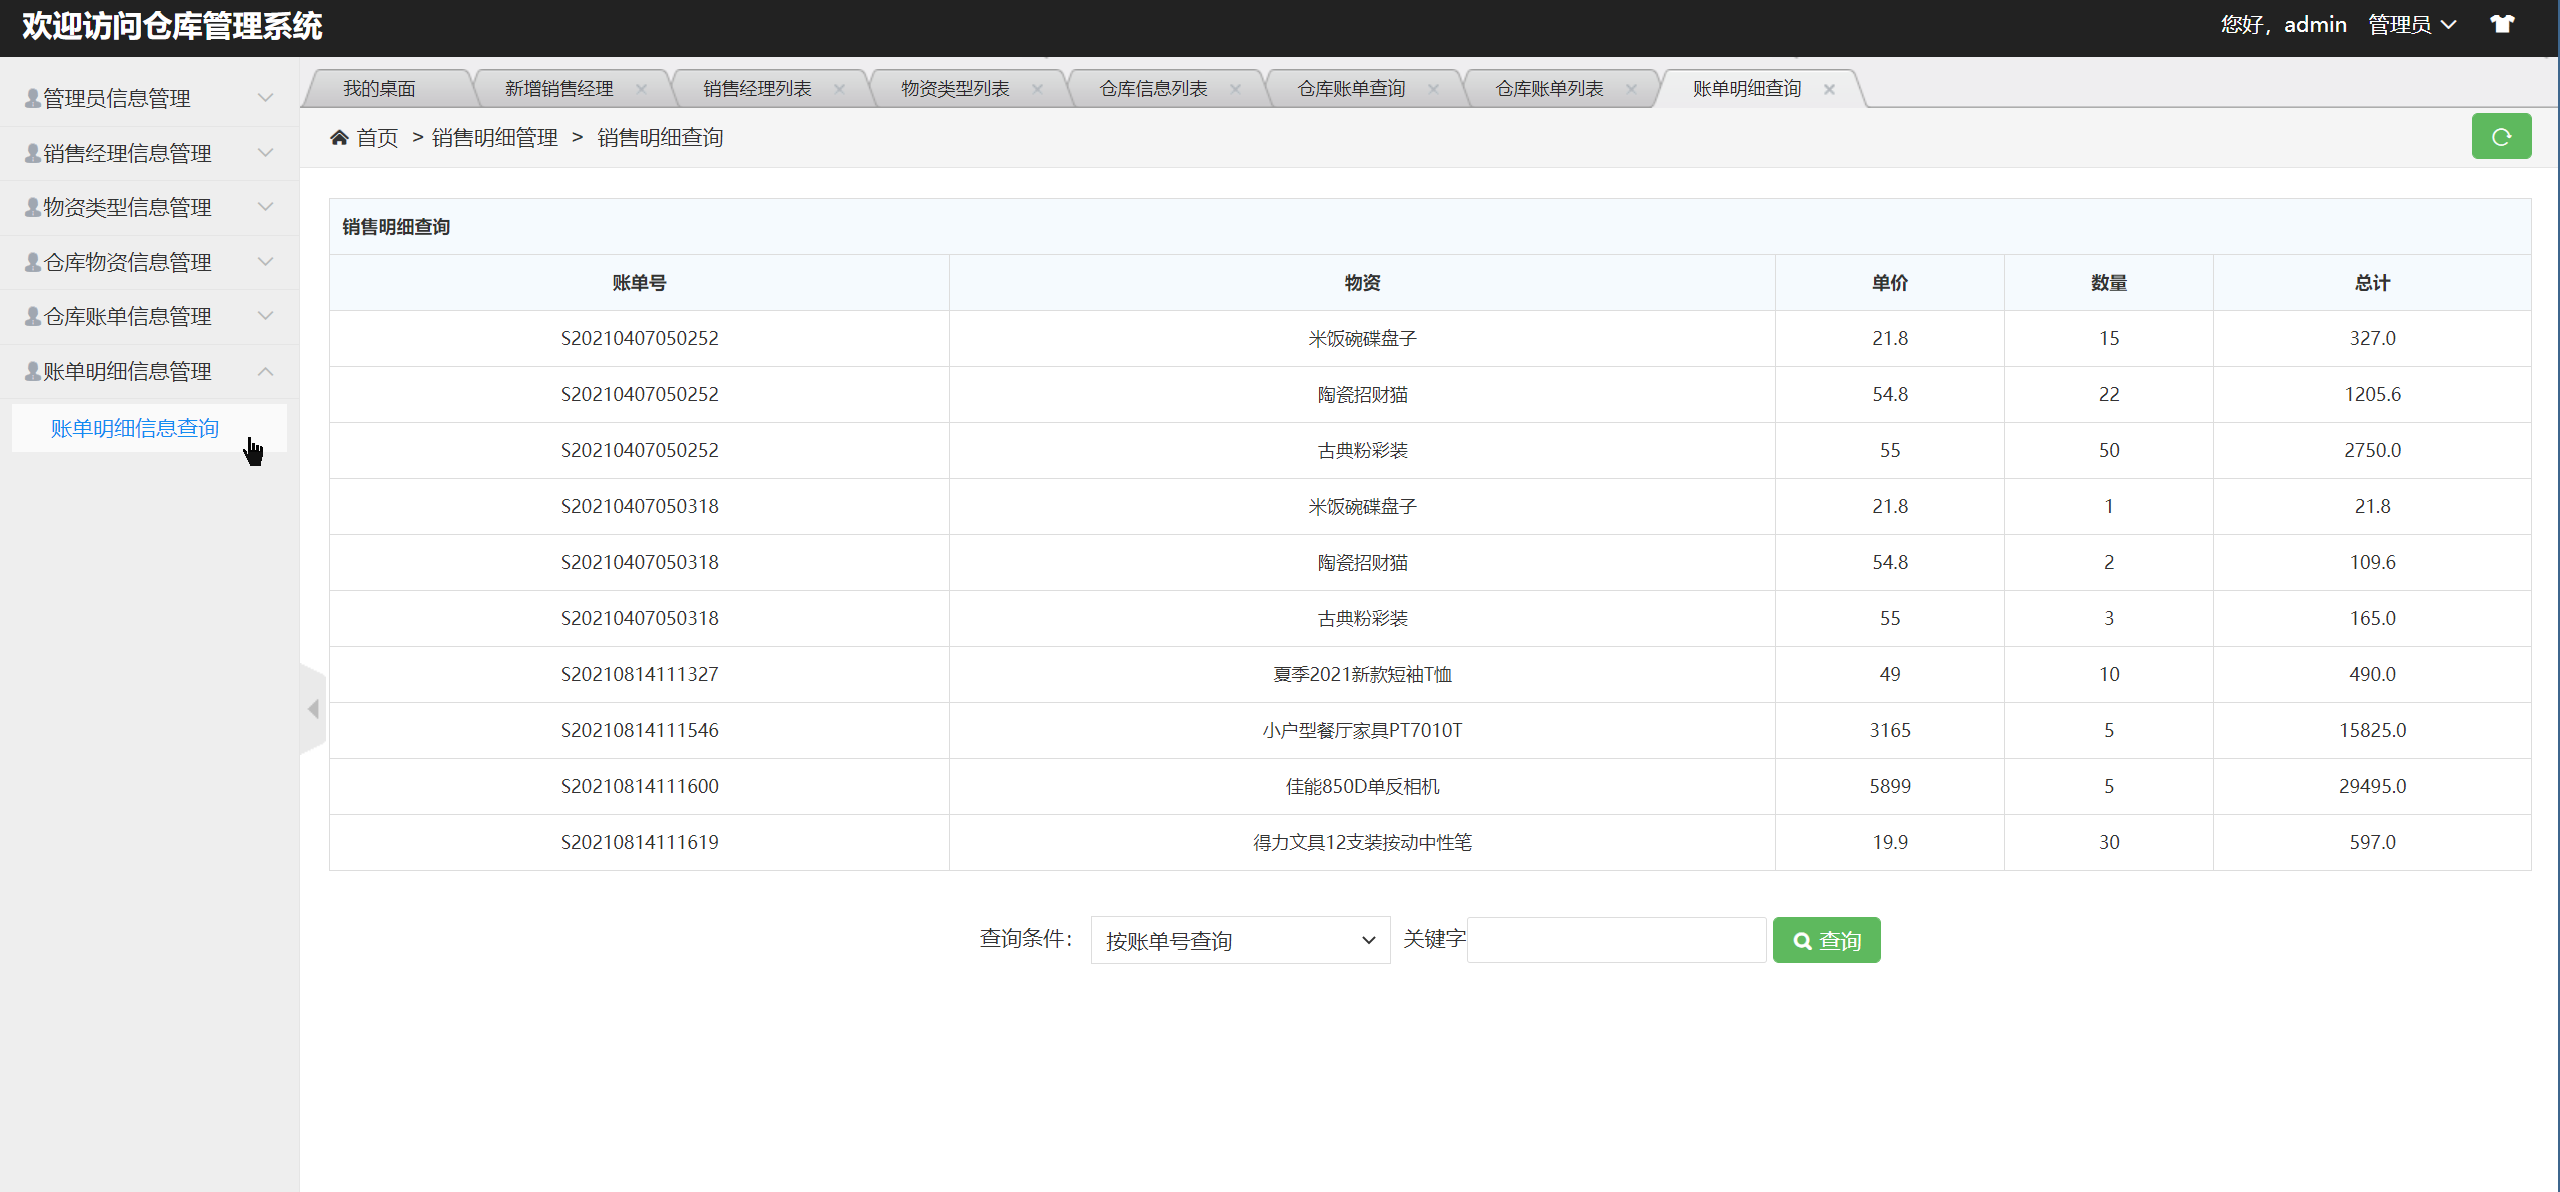 欢迎访问仓库管理系统
您好，admin 管理员
管理员信息管理
销售经理信息管理
物资类型信息管理
仓库物资信息管理
仓库账单信息管理
账单明细信息管理
账单明细信息查询
我的桌面 新增销售经理 销售经理列表 物资类型列表 仓库信息列表 仓库账单查询 仓库账单列表 账单明细查询
首页 > 销售明细管理 > 销售明细查询
销售明细查询
账单号 物资 单价 数量 总计
S20210407050252 米饭碗碟盘子 21.8 15 327.0
S20210407050252 陶瓷招财猫 54.8 22 1205.6
S20210407050252 古典粉彩装 55 50 2750.0
S20210407050318 米饭碗碟盘子 21.8 1 21.8
S20210407050318 陶瓷招财猫 54.8 2 109.6
S20210407050318 古典粉彩装 55 3 165.0
S20210814111327 夏季2021新款短袖T恤 49 10 490.0
S20210814111546 小户型餐厅家具PT7010T 3165 5 15825.0
S20210814111600 佳能850D单反相机 5899 5 29495.0
S20210814111619 得力文具12支装按动中性笔 19.9 30 597.0
查询条件： 按账单号查询 关键字 查询